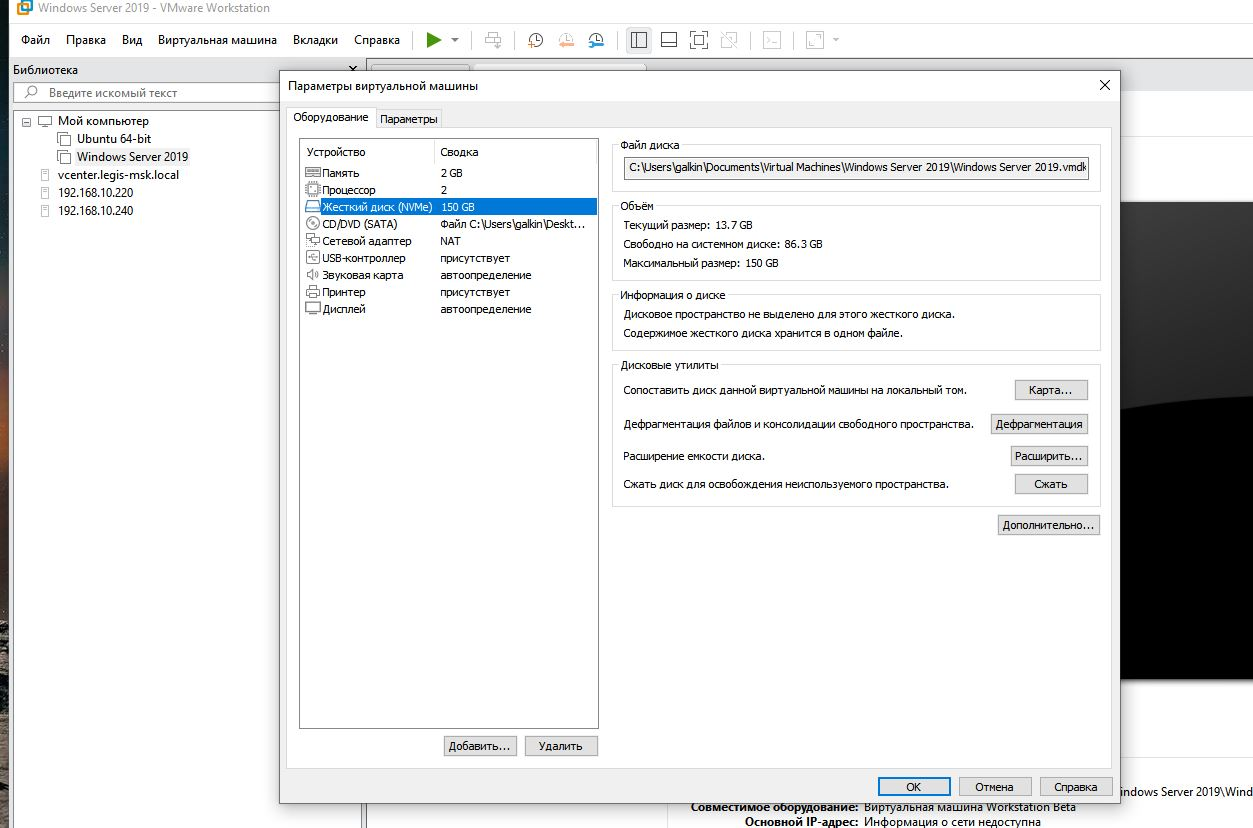 Windows Server 2019 - VMware Workstation
Файл Правка Вид Виртуальная машина Вкладки Справка
Библиотека
Введите искомый текст
Мой компьютер
Ubuntu 64-bit
Windows Server 2019
vcenter.legis-msk.local
192.168.10.220
192.168.10.240
Параметры виртуальной машины
Оборудование Параметры
Устройство Сводка
Память 2 GB
Процессор 2
Жесткий диск (NVMe) 150 GB
CD/DVD (SATA) Файл C:\Users\galkin\Deskt...
Сетевой адаптер NAT
USB-контроллер присутствует
Звуковая карта автоопределение
Принтер присутствует
Дисплей автоопределение
Добавить... Удалить
Файл диска
C:\Users\galkin\Documents\Virtual Machines\Windows Server 2019\Windows Server 2019.vmdk
Объём
Текущий размер: 13.7 GB
Свободно на системном диске: 86.3 GB
Максимальный размер: 150 GB
Информация о диске
Дисковое пространство не выделено для этого жесткого диска.
Содержимое жесткого диска хранится в одном файле.
Дисковые утилиты
Сопоставить диск данной виртуальной машины на локальный том. Карта...
Дефрагментация файлов и консолидации свободного пространства. Дефрагментация
Расширение емкости диска. Расширить...
Сжать диск для освобождения неиспользуемого пространства. Сжать
Дополнительно...
OK Отмена Справка
indows Server 2019\Wind
Совместимое оборудование: Виртуальная машина Workstation Beta
Основной IP-адрес: Информация о сети недоступна